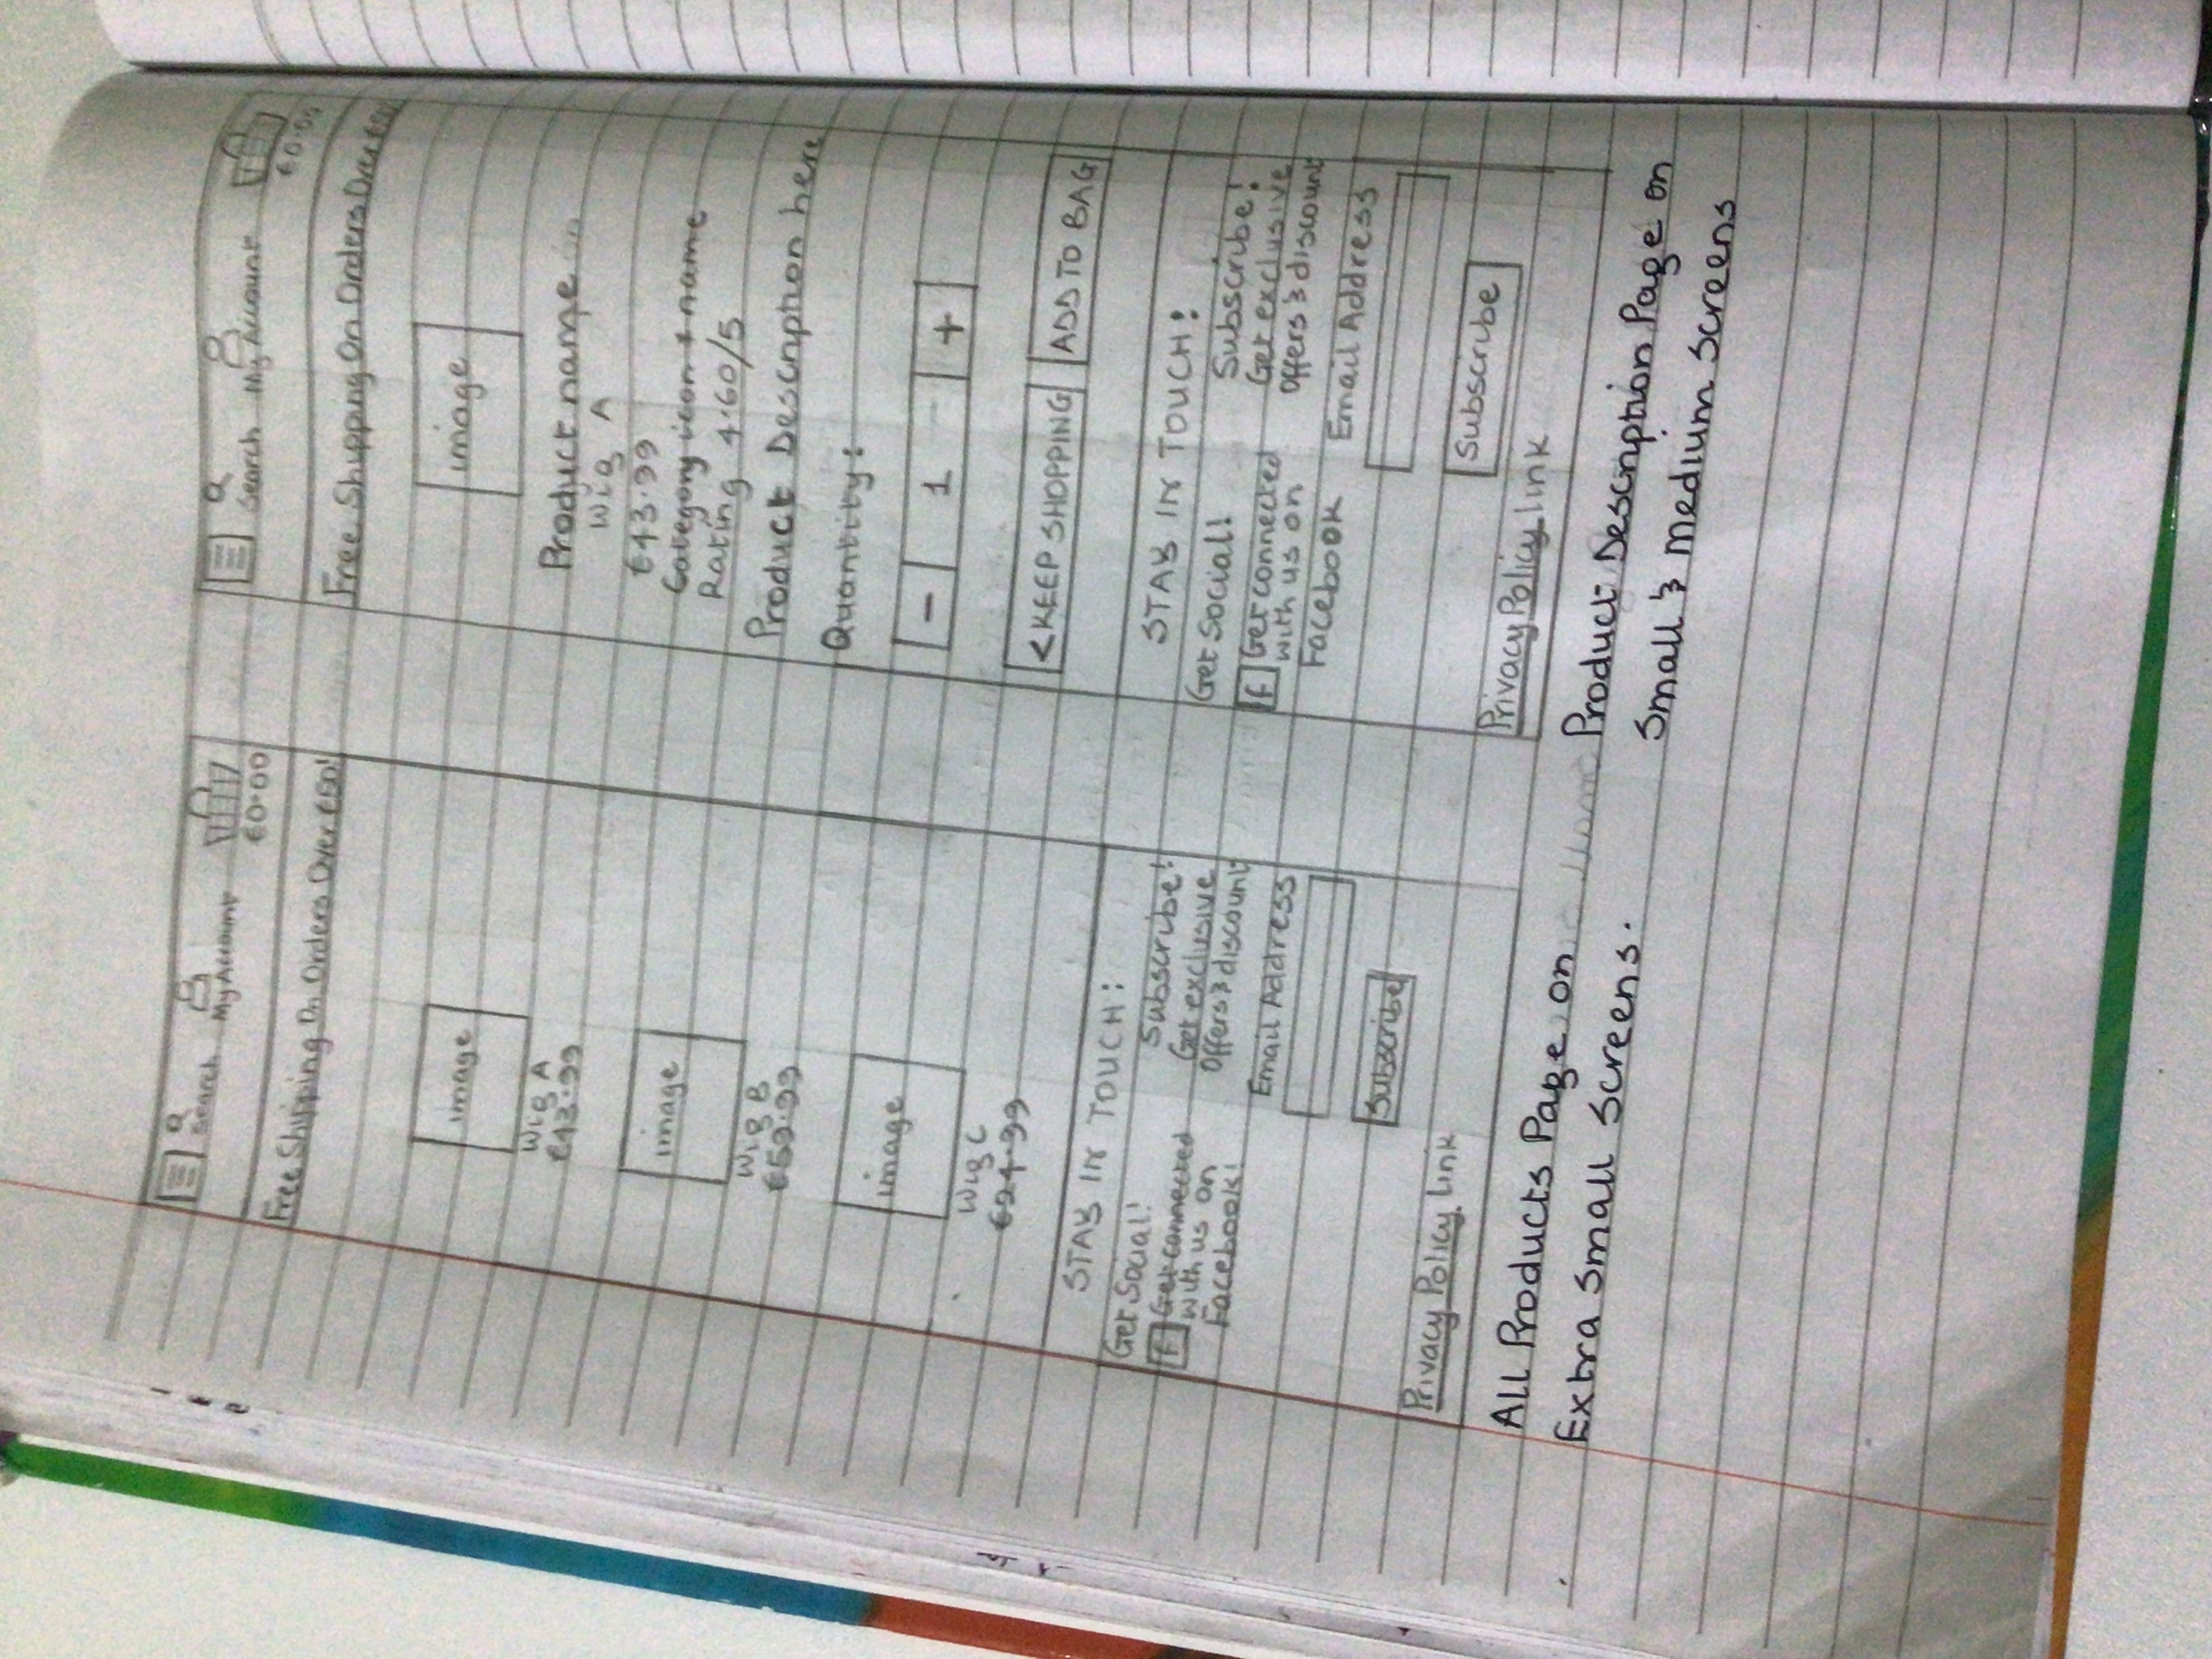 Search
My Account
€0.00
Free Shipping On Orders Over €50!
image
Wig A
€43.99
image
Wig B
€59.99
image
Wig C
€24.99
STAY IN TOUCH:
Get Social!
Subscribe!
F Get connected
with us on
Facebook!
Get exclusive
Offers & discount
Email Address
Subscribe
Privacy Policy link
All Products Page on
Extra Small Screens.
Search
My Account
€0.00
Free Shipping On Orders Over €50
image
Product name
Wig A
€43.99
Category icon & name
Rating 4.60/5
Product Description here
Quantity:
- 1 +
<KEEP SHOPPING
ADD TO BAG
STAY IN TOUCH:
Get Social!
Subscribe!
F Get connected
with us on
Facebook
Get exclusive
Offers & discount
Email Address
Subscribe
Privacy Policy link
Product Description Page on
Small & Medium Screens